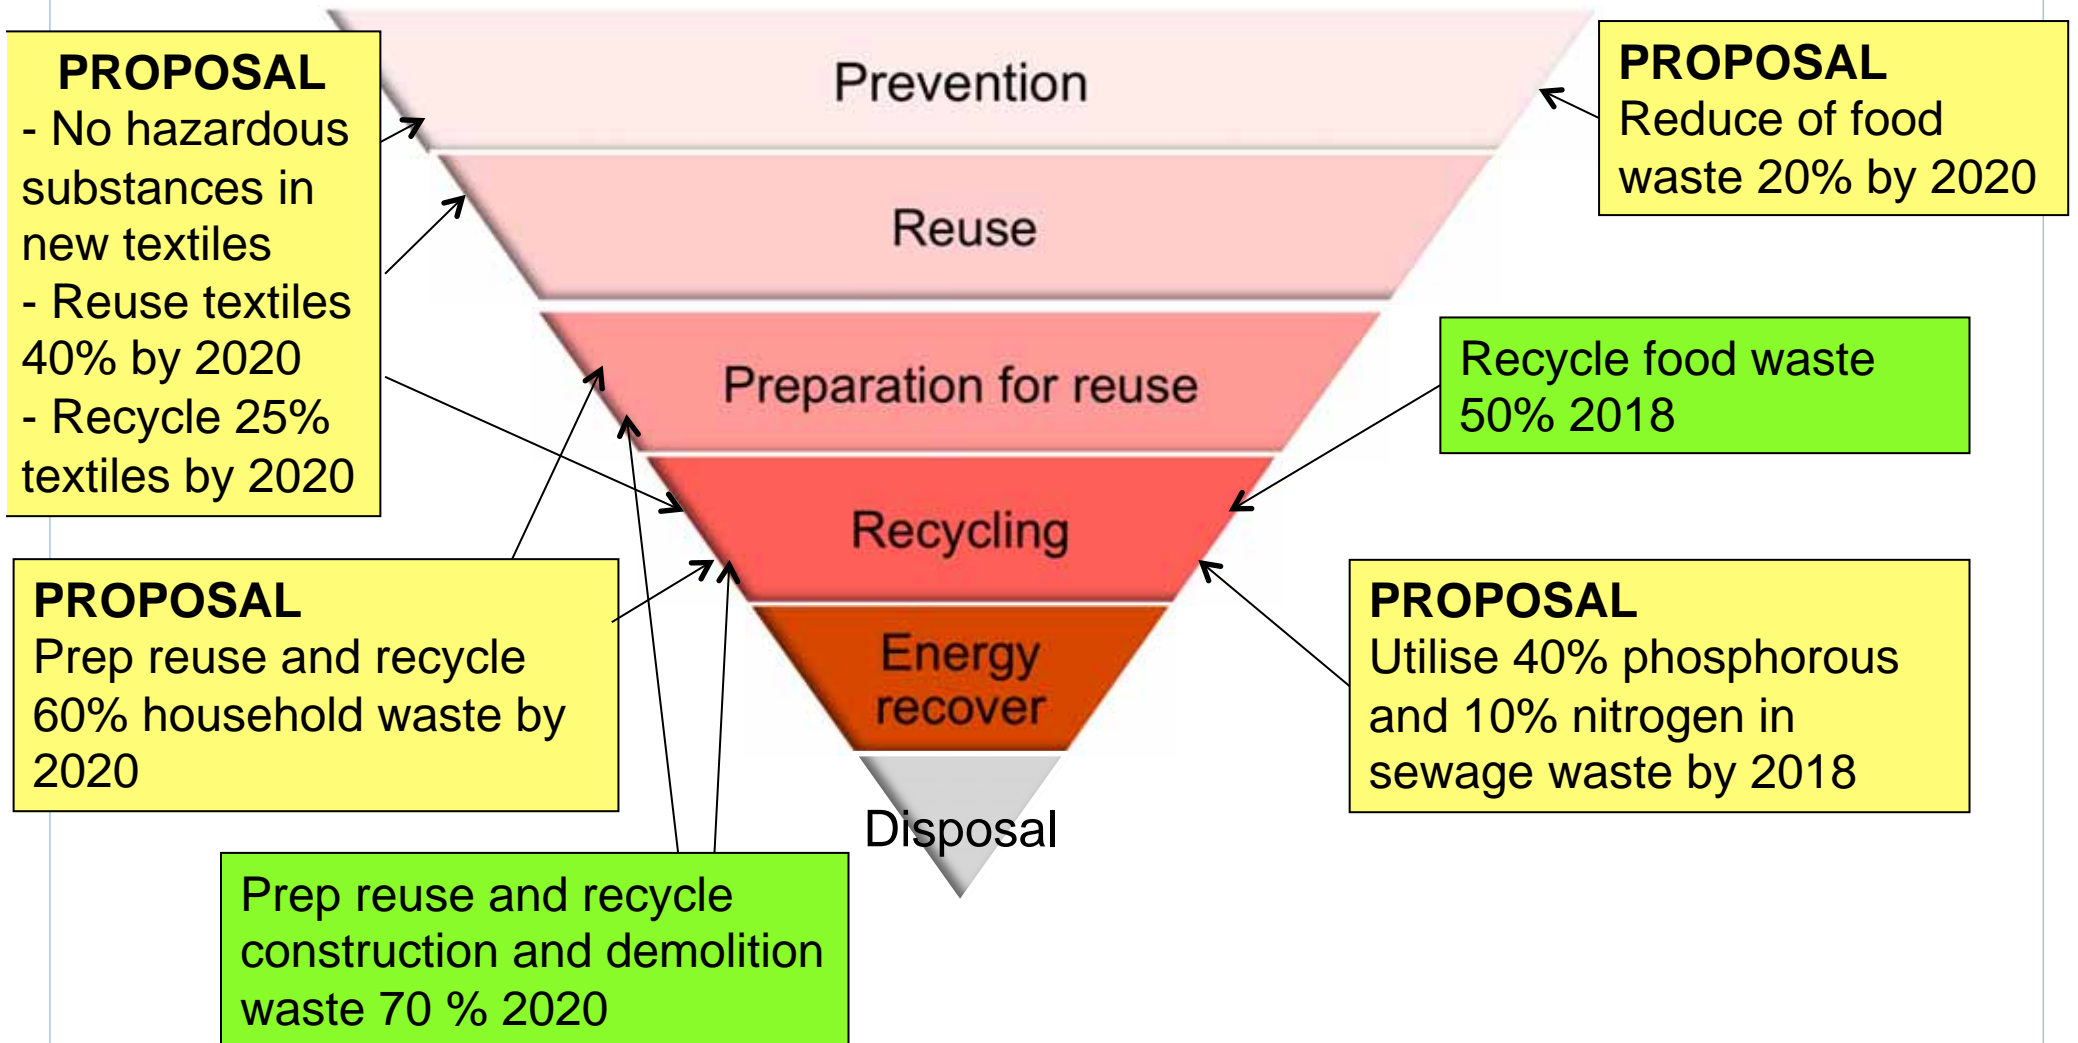 PROPOSAL
- No hazardous
substances in
new textiles
- Reuse textiles
40% by 2020
- Recycle 25%
textiles by 2020
Prevention
Reuse
Preparation for reuse
Recycling
Energy
recover
Disposal
PROPOSAL
Reduce of food
waste 20% by 2020
Recycle food waste
50% 2018
PROPOSAL
Prep reuse and recycle
60% household waste by
2020
PROPOSAL
Utilise 40% phosphorous
and 10% nitrogen in
sewage waste by 2018
Prep reuse and recycle
construction and demolition
waste 70 % 2020